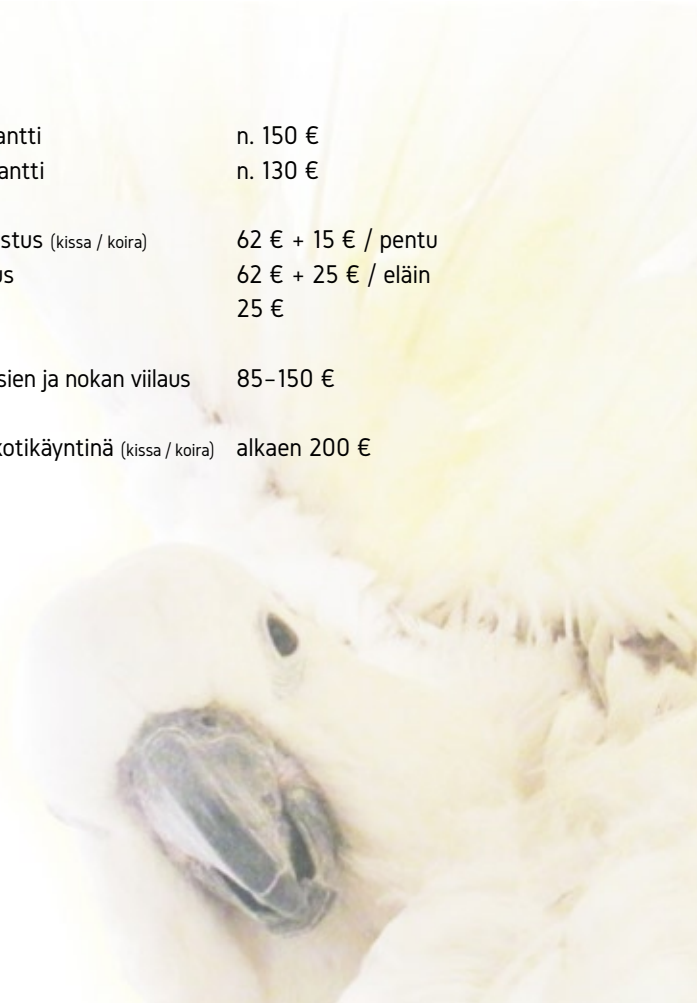 antti n. 150 €
antti n. 130 €
stus (kissa / koira) 62 € + 15 € / pentu
us 62 € + 25 € / eläin
25 €
sien ja nokan viilaus 85–150 €
kotikäyntinä (kissa / koira) alkaen 200 €